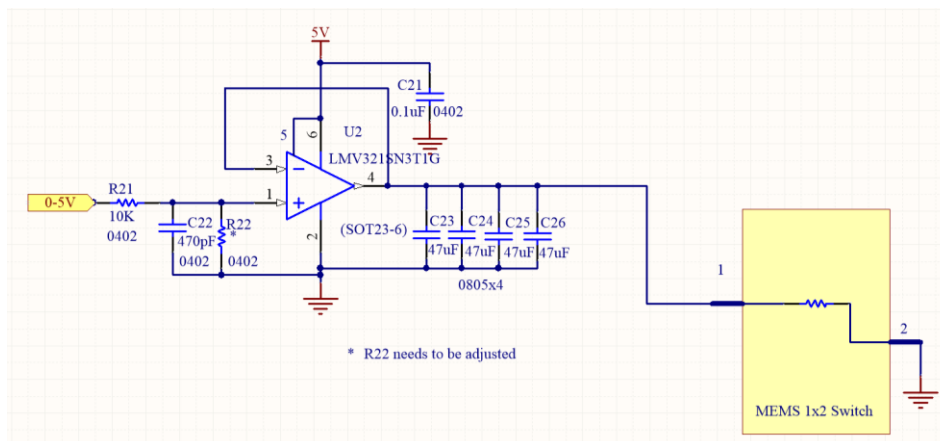 5V
C21
0.1uF 0402
5
6
U2
LMV321SN3T1G
3
4
1
2
0-5V
R21
10K
0402
C22
470pF
0402
R22
*
0402
(SOT23-6)
C23
47uF
C24
47uF
C25
47uF
C26
47uF
0805x4
* R22 needs to be adjusted
1
2
MEMS 1x2 Switch